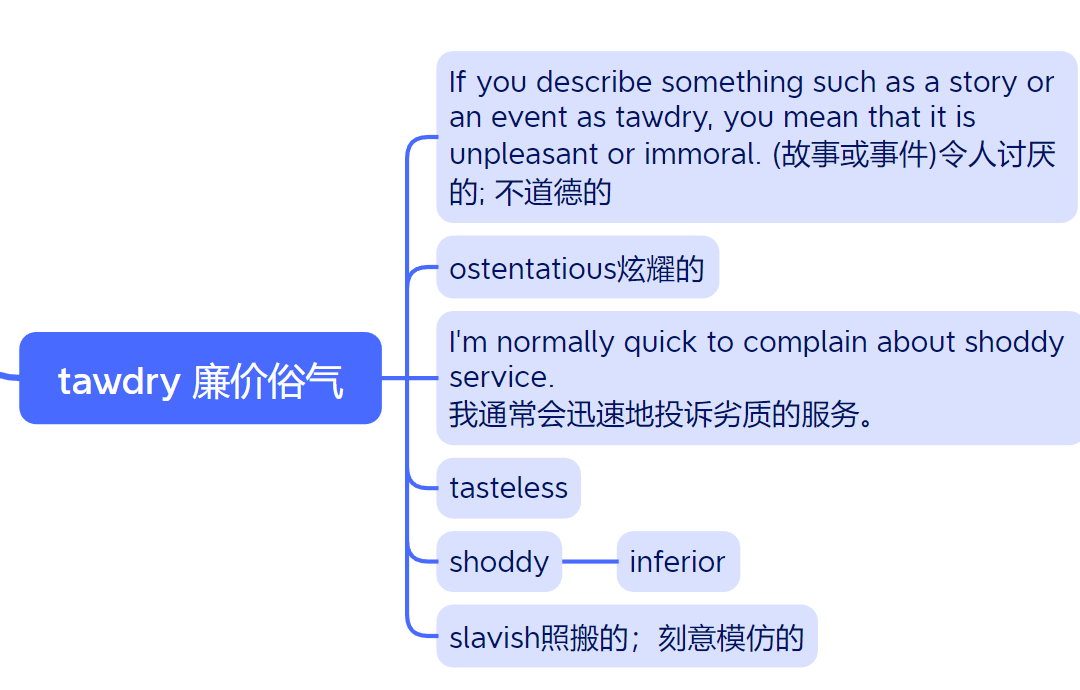 If you describe something such as a story or
an event as tawdry, you mean that it is
unpleasant or immoral. (故事或事件)令人讨厌
的; 不道德的
ostentatious炫耀的
I'm normally quick to complain about shoddy
service.
我通常会迅速地投诉劣质的服务。
tawdry 廉价俗气
tasteless
shoddy
inferior
slavish照搬的；刻意模仿的